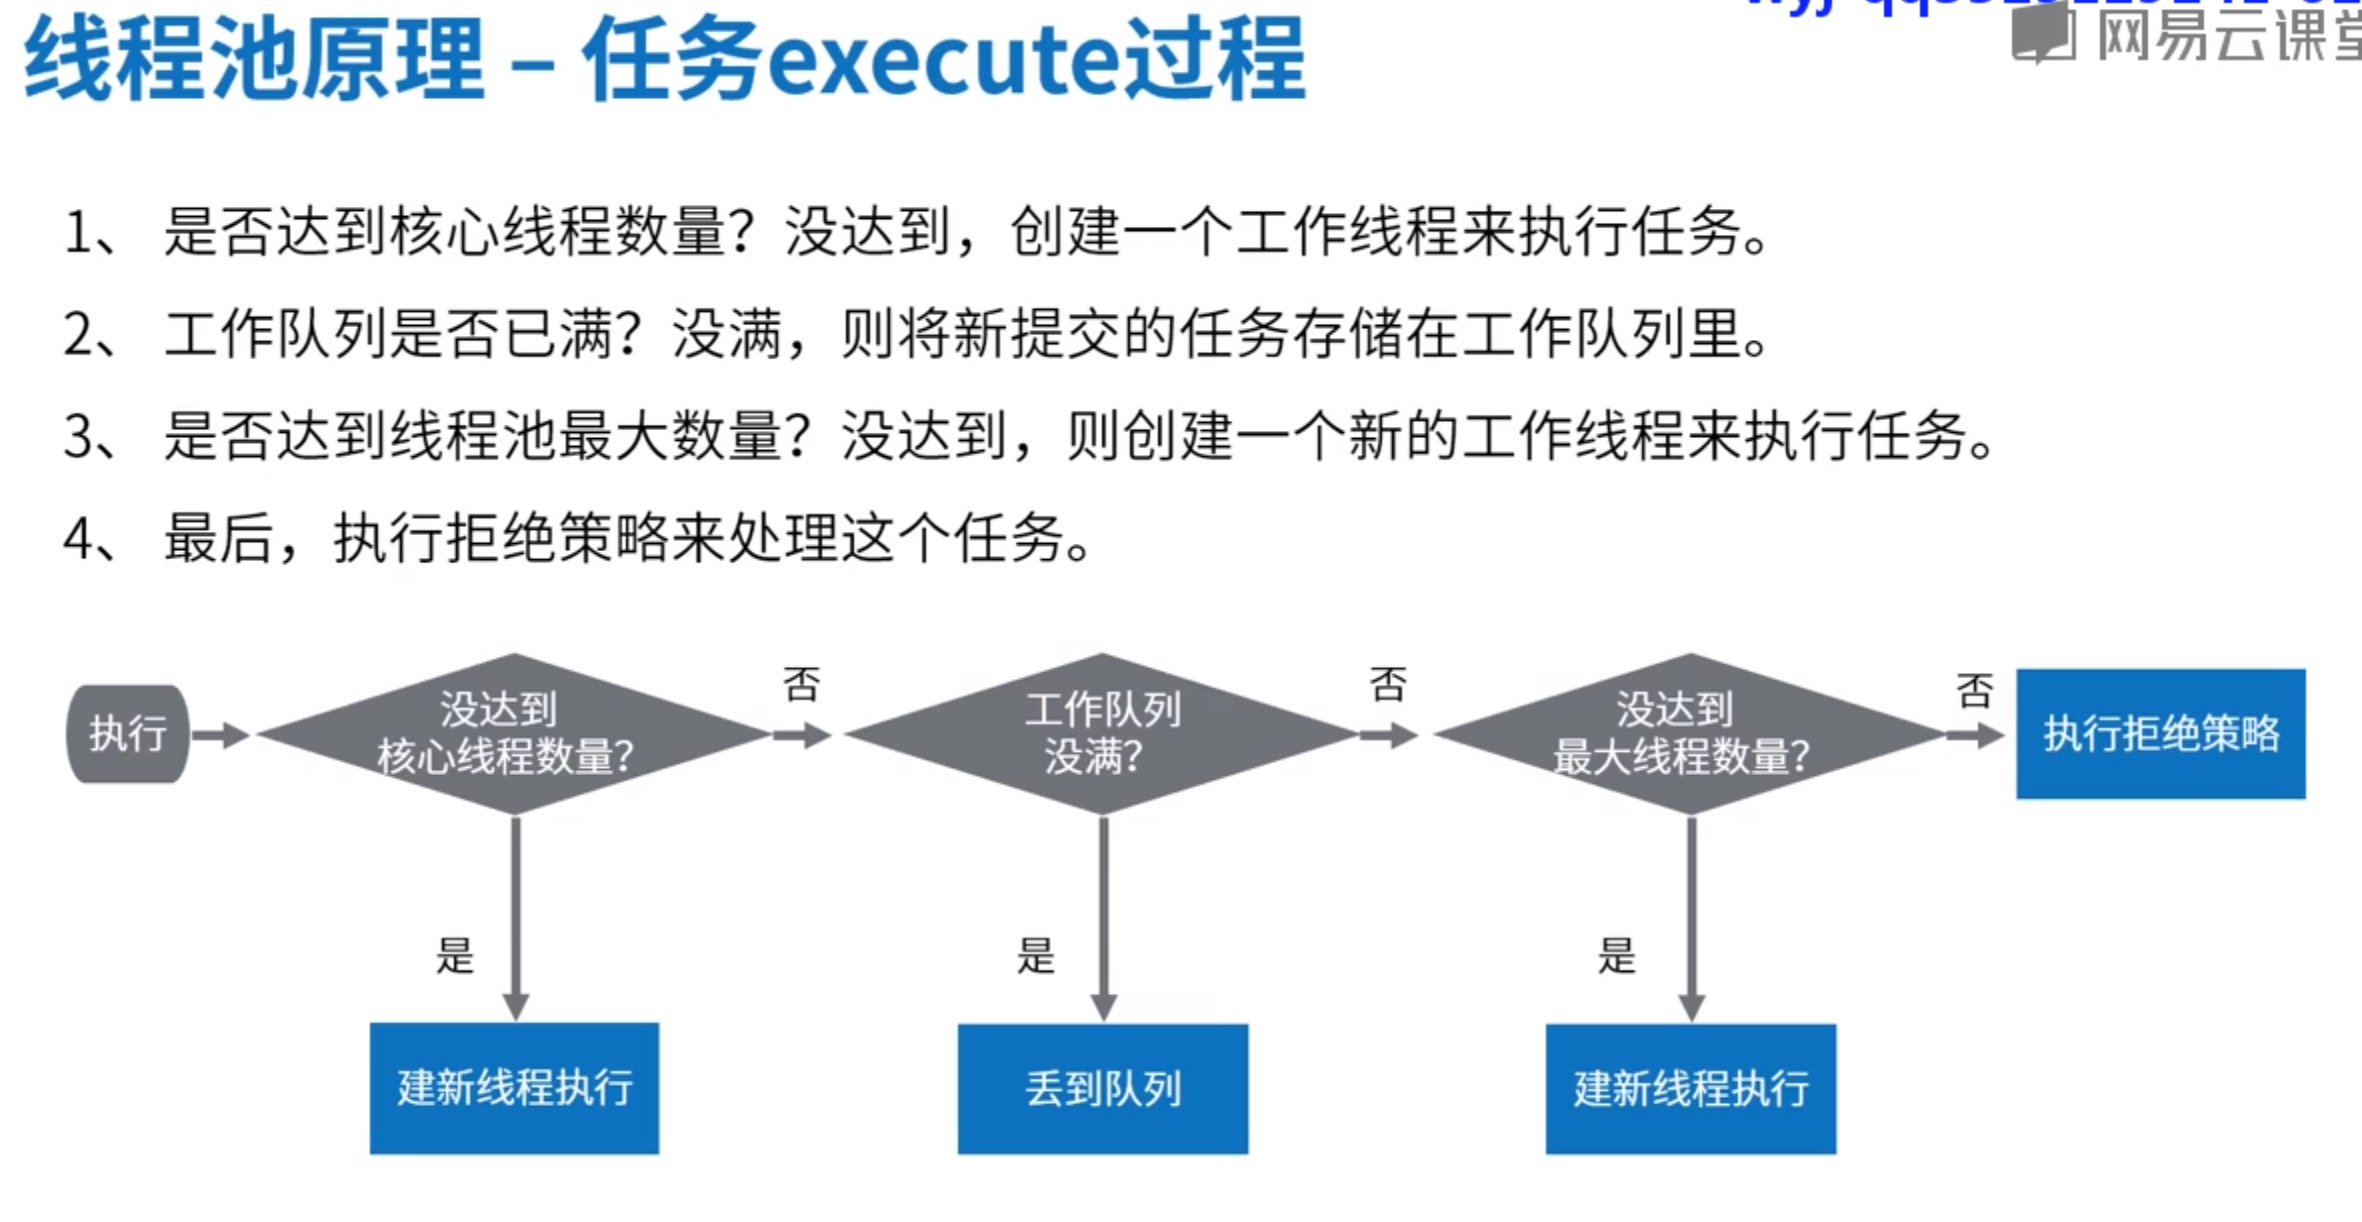 线程池原理 – 任务execute过程
网易云课堂
1、 是否达到核心线程数量？没达到，创建一个工作线程来执行任务。
2、 工作队列是否已满？没满，则将新提交的任务存储在工作队列里。
3、 是否达到线程池最大数量？没达到，则创建一个新的工作线程来执行任务。
4、 最后，执行拒绝策略来处理这个任务。
执行
没达到
核心线程数量？
否
工作队列
没满？
否
没达到
最大线程数量？
否
执行拒绝策略
是
是
是
建新线程执行
丢到队列
建新线程执行